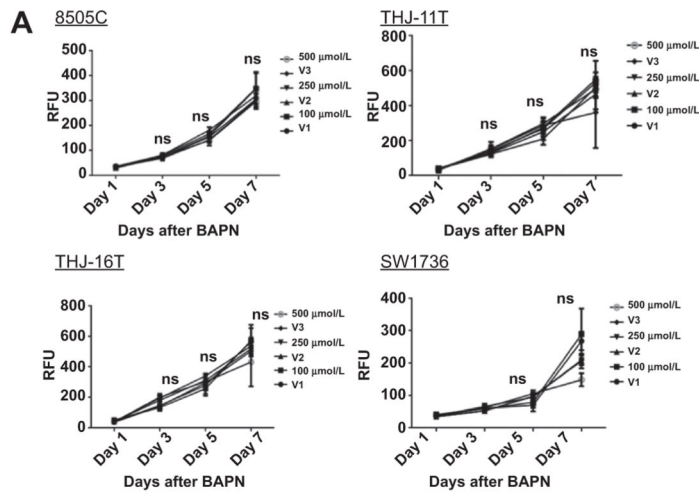 A
8505C
RFU
500
400
300
200
100
0
ns
ns
ns
Day 1
Day 3
Day 5
Day 7
Days after BAPN
500 µmol/L
V3
250 µmol/L
V2
100 µmol/L
V1
THJ-11T
RFU
800
600
400
200
0
ns
ns
ns
Day 1
Day 3
Day 5
Day 7
Days after BAPN
500 µmol/L
V3
250 µmol/L
V2
100 µmol/L
V1
THJ-16T
RFU
800
600
400
200
0
ns
ns
ns
Day 1
Day 3
Day 5
Day 7
Days after BAPN
500 µmol/L
V3
250 µmol/L
V2
100 µmol/L
V1
SW1736
RFU
400
300
200
100
0
ns
ns
Day 1
Day 3
Day 5
Day 7
Days after BAPN
500 µmol/L
V3
250 µmol/L
V2
100 µmol/L
V1